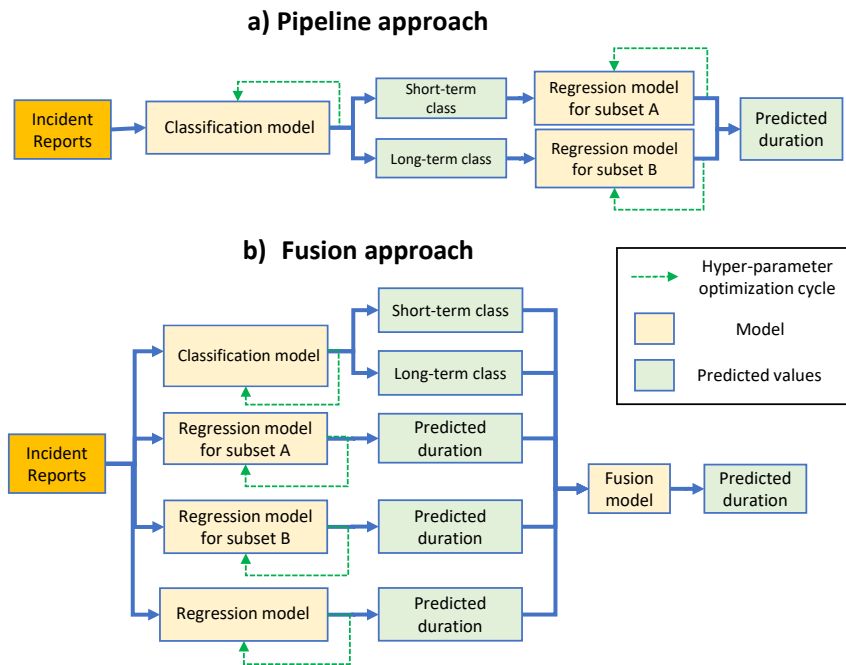 a) Pipeline approach
Incident
Reports
Classification model
Short-term
class
Long-term class
Regression model
for subset A
Regression model
for subset B
Predicted
duration
b) Fusion approach
Hyper-parameter
optimization cycle
Model
Predicted values
Incident
Reports
Classification model
Short-term class
Long-term class
Regression model
for subset A
Predicted
duration
Regression model
for subset B
Predicted
duration
Regression model
Predicted
duration
Fusion
model
Predicted
duration